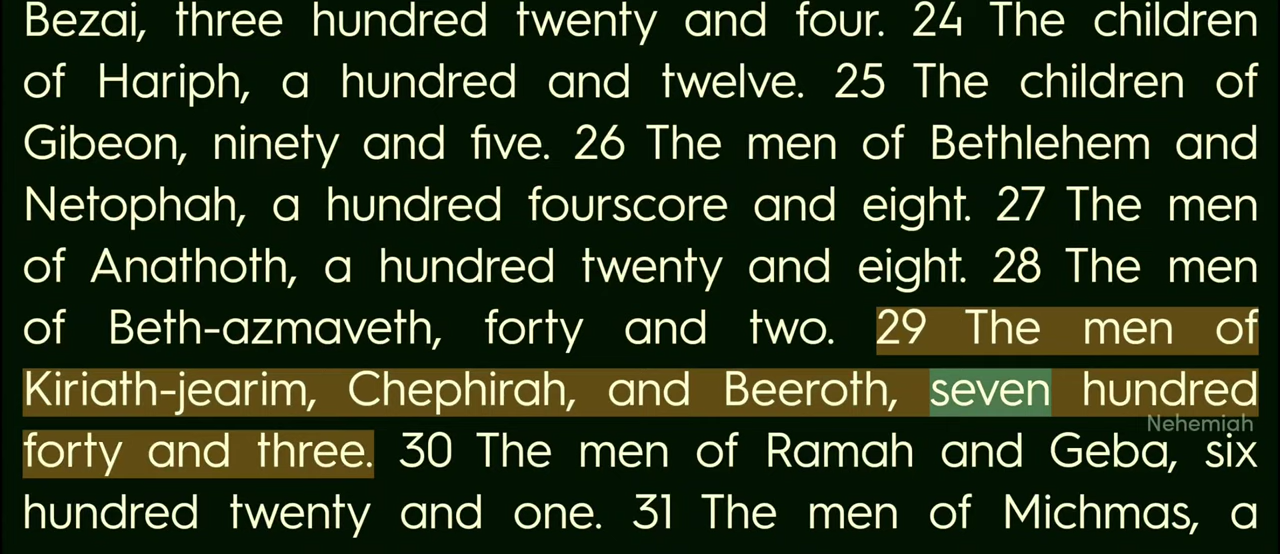 Bezai, three hundred twenty and four. 24 The children
of Hariph, a hundred and twelve. 25 The children of
Gibeon, ninety and five. 26 The men of Bethlehem and
Netophah, a hundred fourscore and eight. 27 The men
of Anathoth, a hundred twenty and eight. 28 The men
of Beth-azmaveth, forty and two. 29 The men of
Kiriath-jearim, Chephirah, and Beeroth, seven hundred
Nehemiah
forty and three. 30 The men of Ramah and Geba, six
hundred twenty and one. 31 The men of Michmas, a